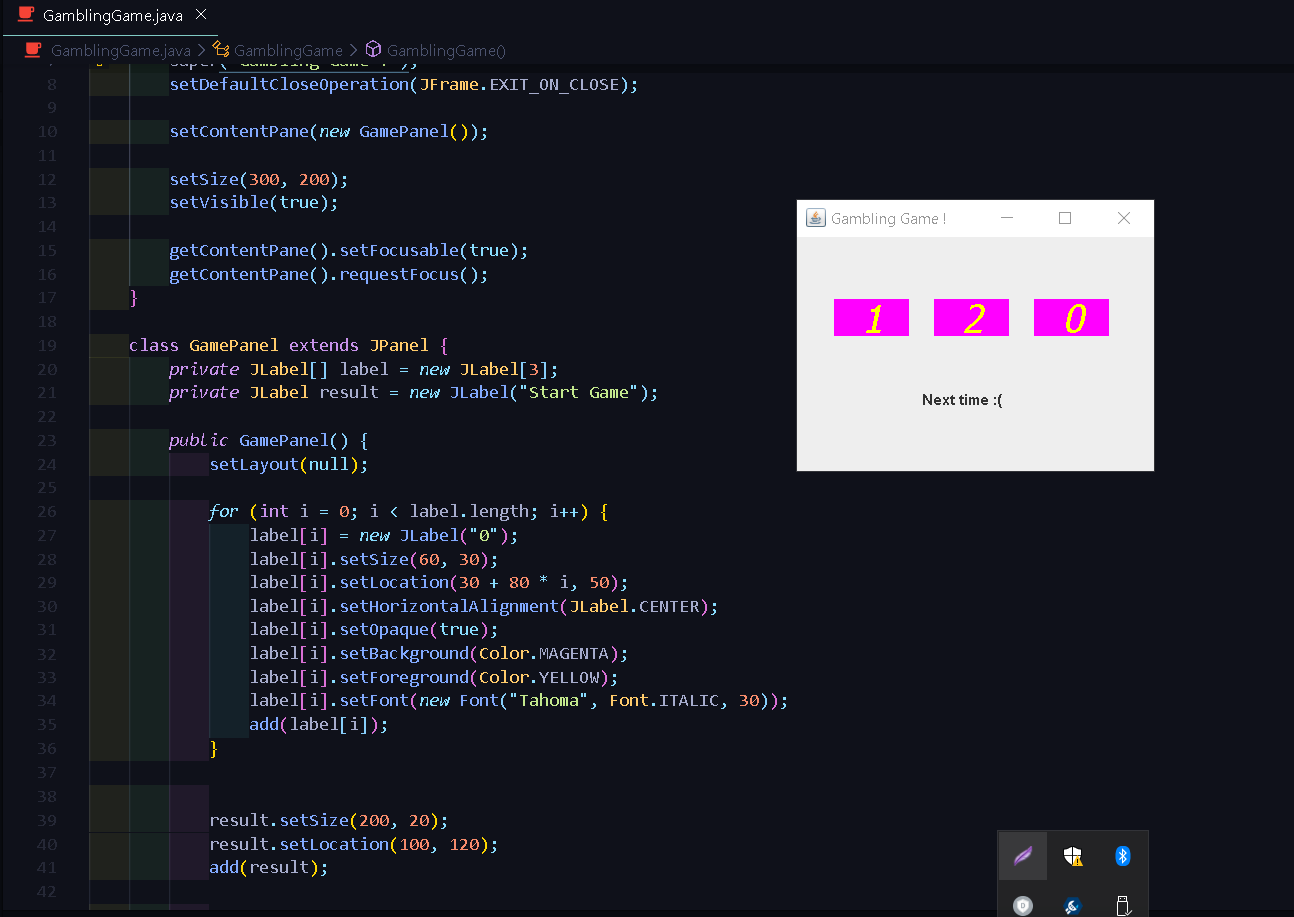 GamblingGame.java
GamblingGame.java > GamblingGame > GamblingGame()
8 setDefaultCloseOperation(JFrame.EXIT_ON_CLOSE);
9
10 setContentPane(new GamePanel());
11
12 setSize(300, 200);
13 setVisible(true);
14
15 getContentPane().setFocusable(true);
16 getContentPane().requestFocus();
17 }
18
19 class GamePanel extends JPanel {
20 private JLabel[] label = new JLabel[3];
21 private JLabel result = new JLabel("Start Game");
22
23 public GamePanel() {
24 setLayout(null);
25
26 for (int i = 0; i < label.length; i++) {
27 label[i] = new JLabel("0");
28 label[i].setSize(60, 30);
29 label[i].setLocation(30 + 80 * i, 50);
30 label[i].setHorizontalAlignment(JLabel.CENTER);
31 label[i].setOpaque(true);
32 label[i].setBackground(Color.MAGENTA);
33 label[i].setForeground(Color.YELLOW);
34 label[i].setFont(new Font("Tahoma", Font.ITALIC, 30));
35 add(label[i]);
36 }
37
38
39 result.setSize(200, 20);
40 result.setLocation(100, 120);
41 add(result);
42
Gambling Game !
1 2 0
Next time :(